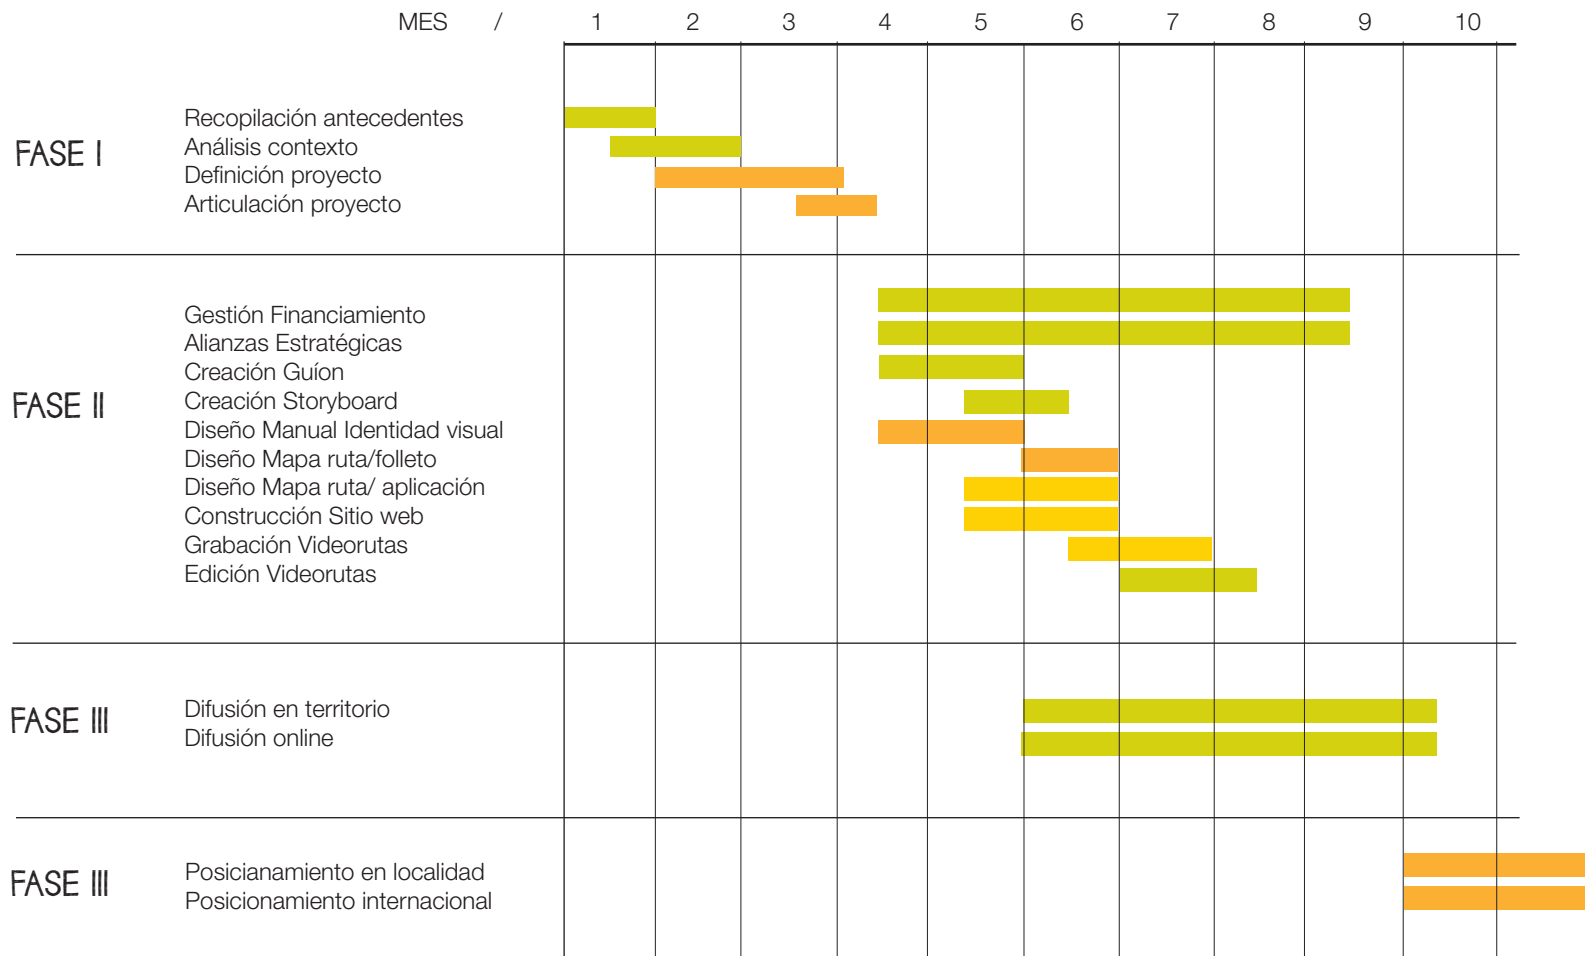 MES / 1 2 3 4 5 6 7 8 9 10
FASE I
Recopilación antecedentes
Análisis contexto
Definición proyecto
Articulación proyecto
FASE II
Gestión Financiamiento
Alianzas Estratégicas
Creación Guíon
Creación Storyboard
Diseño Manual Identidad visual
Diseño Mapa ruta/folleto
Diseño Mapa ruta/ aplicación
Construcción Sitio web
Grabación Videorutas
Edición Videorutas
FASE III
Difusión en territorio
Difusión online
FASE III
Posicianamiento en localidad
Posicionamiento internacional